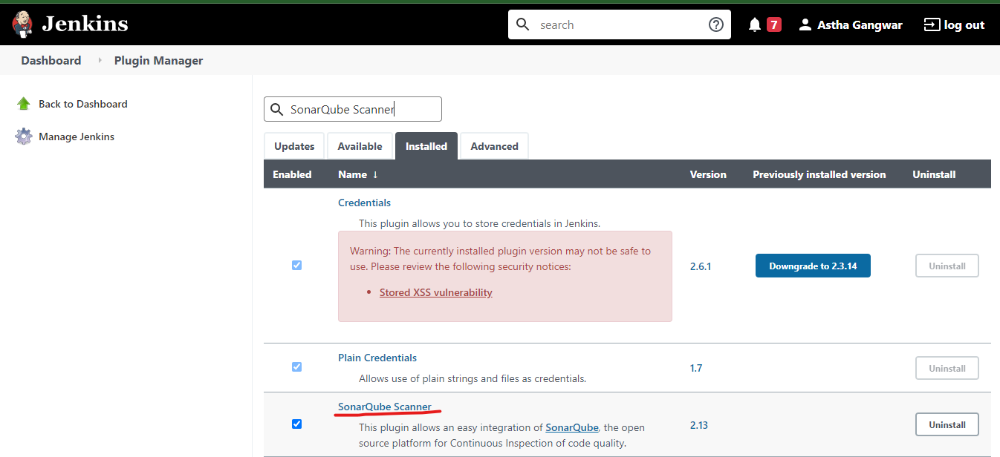 Jenkins
search
7
Astha Gangwar
log out
Dashboard
Plugin Manager
Back to Dashboard
Manage Jenkins
SonarQube Scanner
Updates
Available
Installed
Advanced
Enabled
Name ↓
Version
Previously installed version
Uninstall
Credentials
This plugin allows you to store credentials in Jenkins.
Warning: The currently installed plugin version may not be safe to
use. Please review the following security notices:
• Stored XSS vulnerability
2.6.1
Downgrade to 2.3.14
Uninstall
Plain Credentials
Allows use of plain strings and files as credentials.
1.7
Uninstall
SonarQube Scanner
This plugin allows an easy integration of SonarQube, the open
source platform for Continuous Inspection of code quality.
2.13
Uninstall